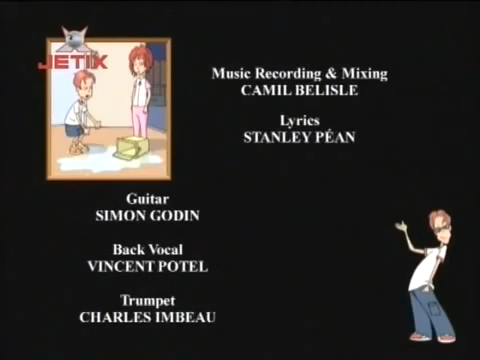 JETIX
Music Recording & Mixing
CAMIL BELISLE
Lyrics
STANLEY PÉAN
Guitar
SIMON GODIN
Back Vocal
VINCENT POTEL
Trumpet
CHARLES IMBEAU